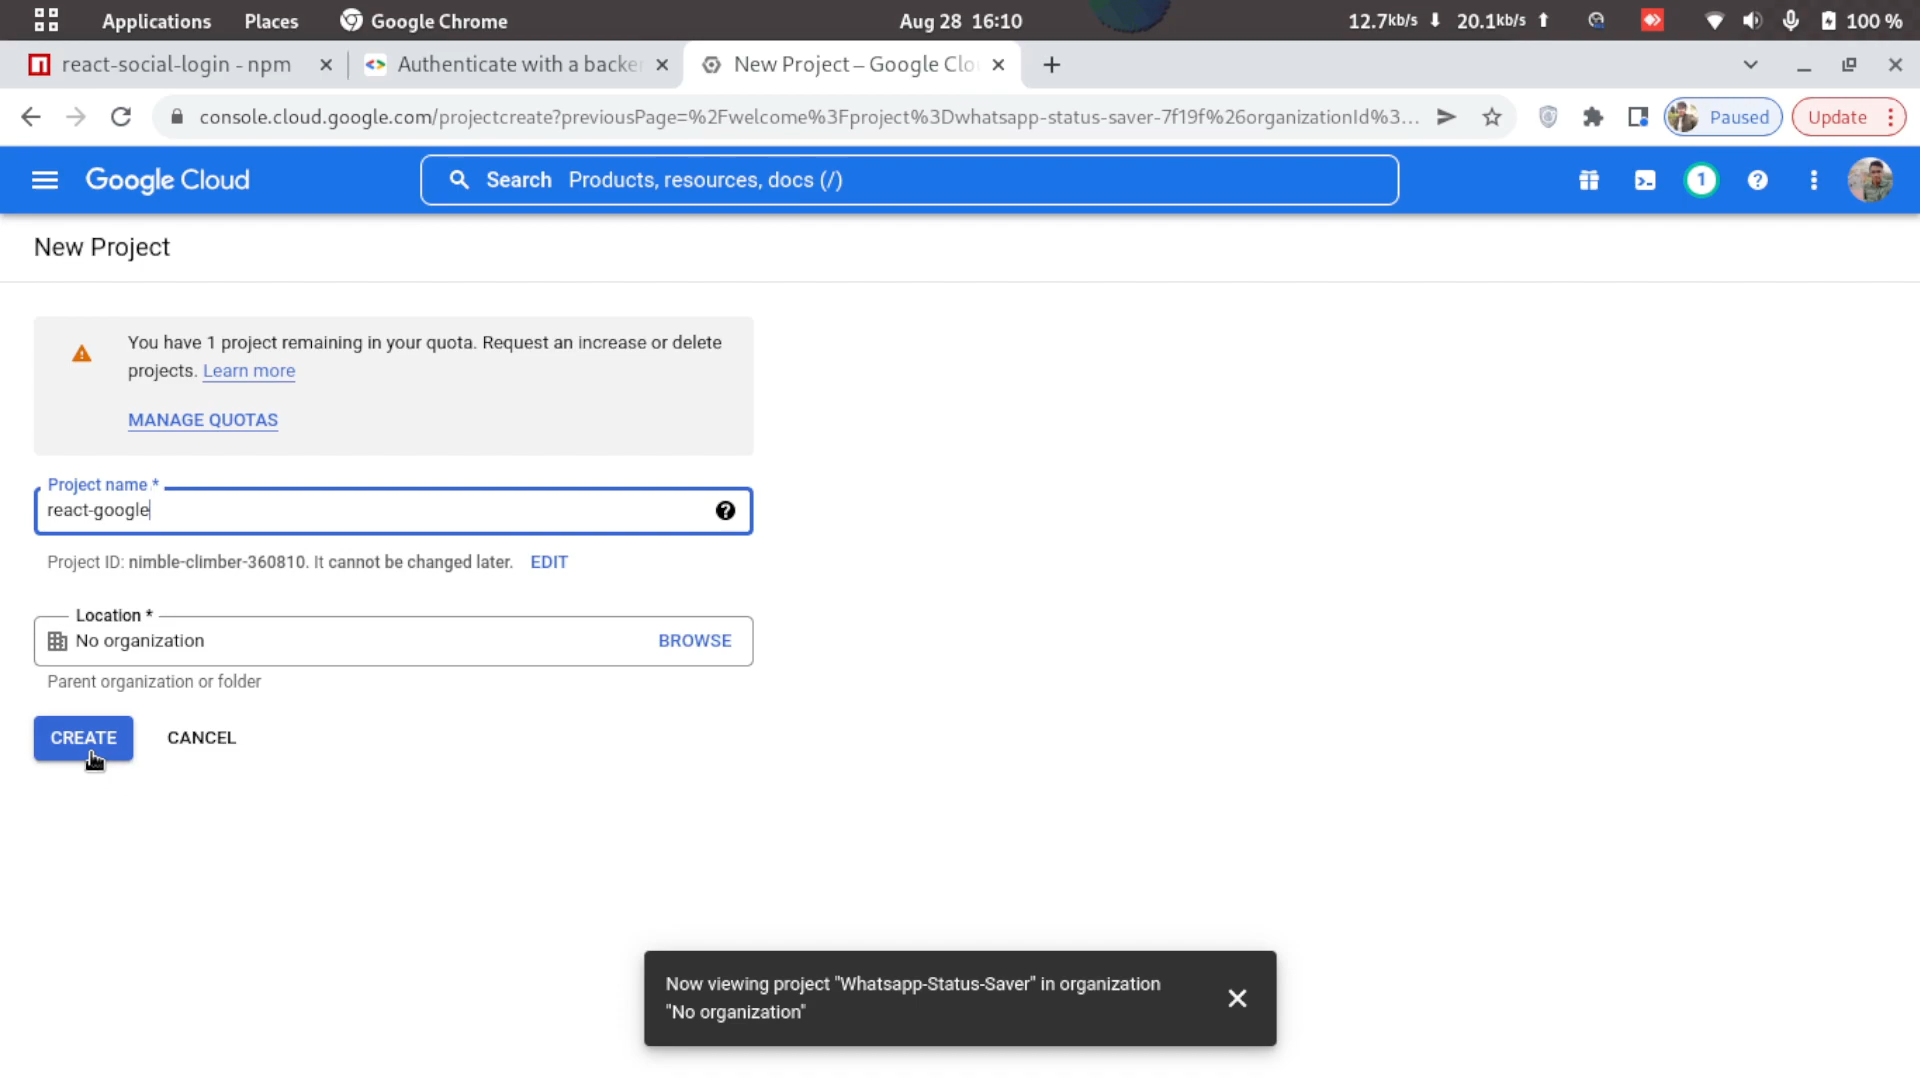 Applications Places Google Chrome Aug 28 16:10 12.7kb/s 20.1kb/s 100 %
react-social-login - npm Authenticate with a backe New Project – Google Clo
console.cloud.google.com/projectcreate?previousPage=%2Fwelcome%3Fproject%3Dwhatsapp-status-saver-7f19f%26organizationId%3... Paused Update
Google Cloud Search Products, resources, docs (/) 1
New Project
You have 1 project remaining in your quota. Request an increase or delete
projects. Learn more
MANAGE QUOTAS
Project name *
react-google
Project ID: nimble-climber-360810. It cannot be changed later. EDIT
Location *
No organization BROWSE
Parent organization or folder
CREATE CANCEL
Now viewing project "Whatsapp-Status-Saver" in organization
"No organization"